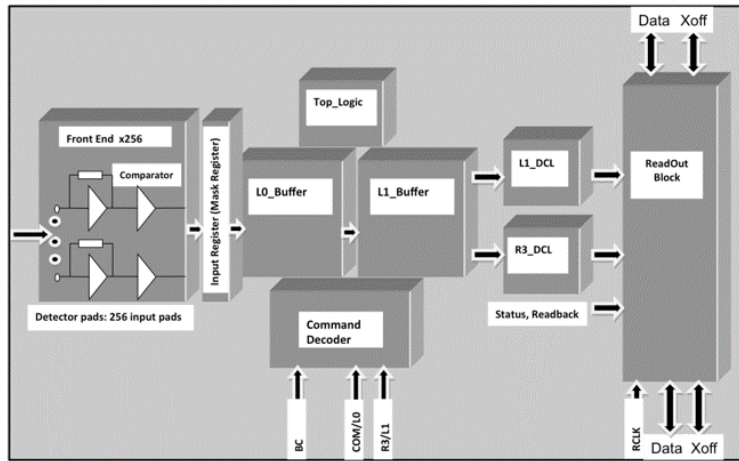 Data Xoff
Top_Logic
Front End x256
Comparator
Input Register (Mask Register)
L0_Buffer
L1_Buffer
L1_DCL
ReadOut
Block
R3_DCL
Detector pads: 256 input pads
Status, Readback
Command
Decoder
BC
COM/L0
R3/L1
RCLK
Data Xoff